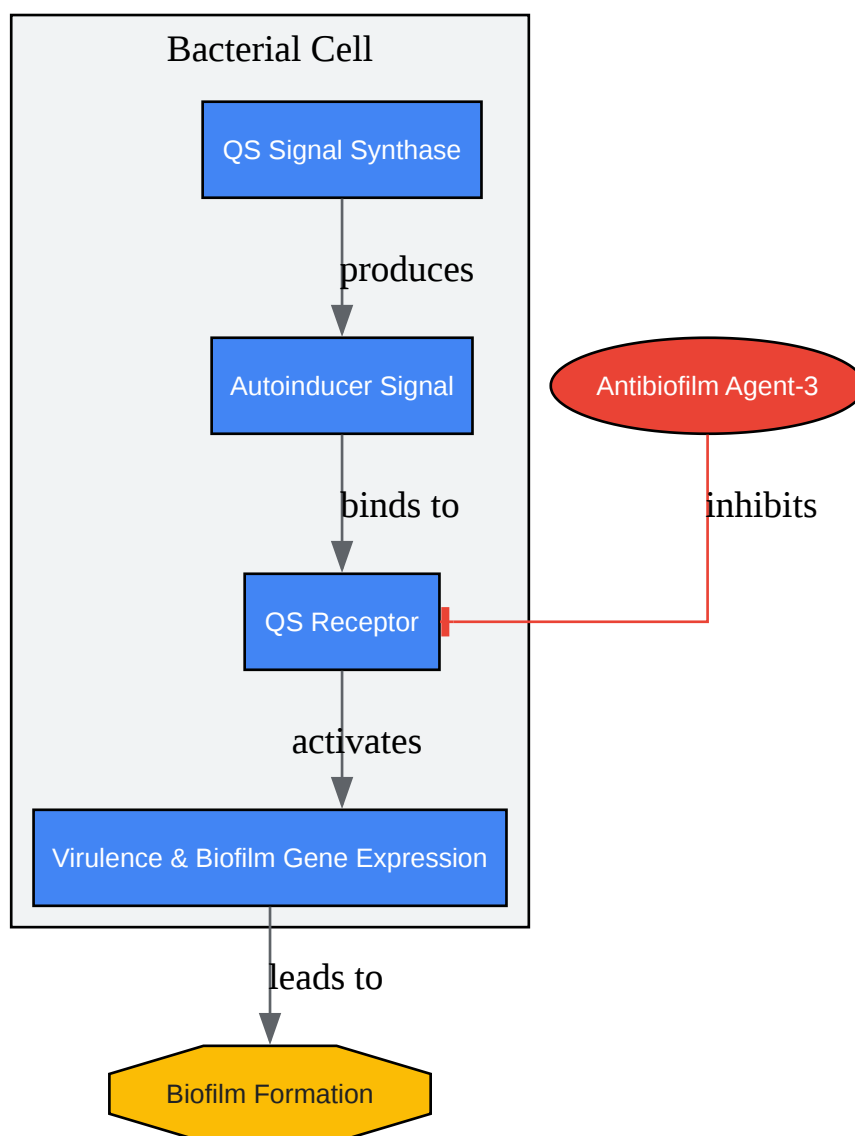 Bacterial Cell
QS Signal Synthase
produces
Autoinducer Signal
Antibiofilm Agent-3
binds to
inhibits
QS Receptor
activates
Virulence & Biofilm Gene Expression
leads to
Biofilm Formation